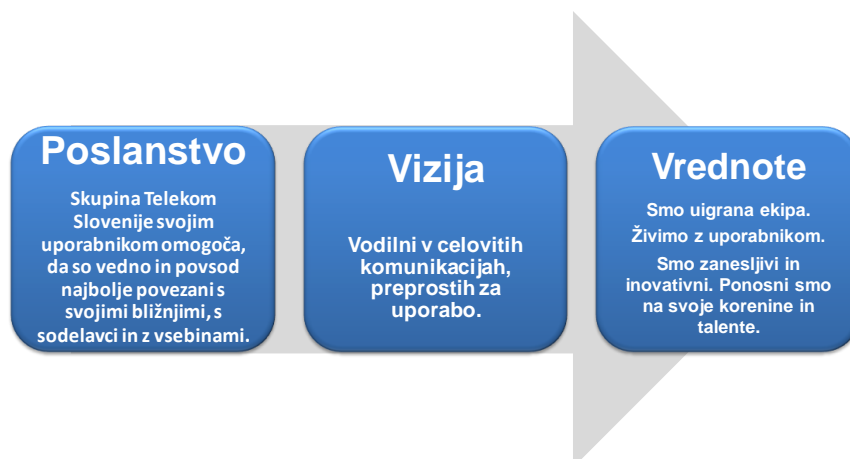 Poslanstvo
Skupina Telekom
Slovenije svojim
uporabnikom omogoča,
da so vedno in povsod
najbolje povezani s
svojimi bližnjimi, s
sodelavci in z vsebinami.
Vizija
Vodilni v celovitih
komunikacijah,
preprostih za
uporabo.
Vrednote
Smo uigrana ekipa.
Živimo z uporabnikom.
Smo zanesljivi in
inovativni. Ponosni smo
na svoje korenine in
talente.